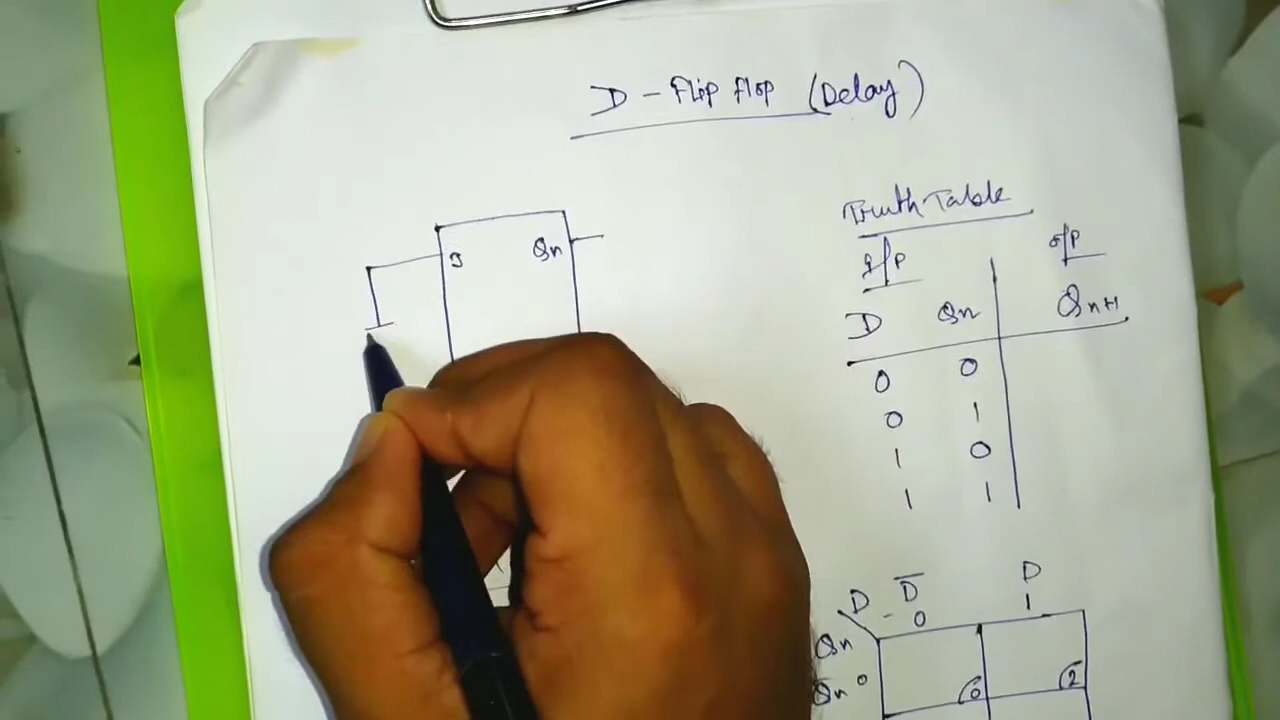 D - Flip Flop (Delay)
J Qn
Truth Table
I/P O/P
D Qn Qn+1
0 0
0 1
1 0
1 1
D D̅ D
0 1
Qn
Q̅n 0 0 2